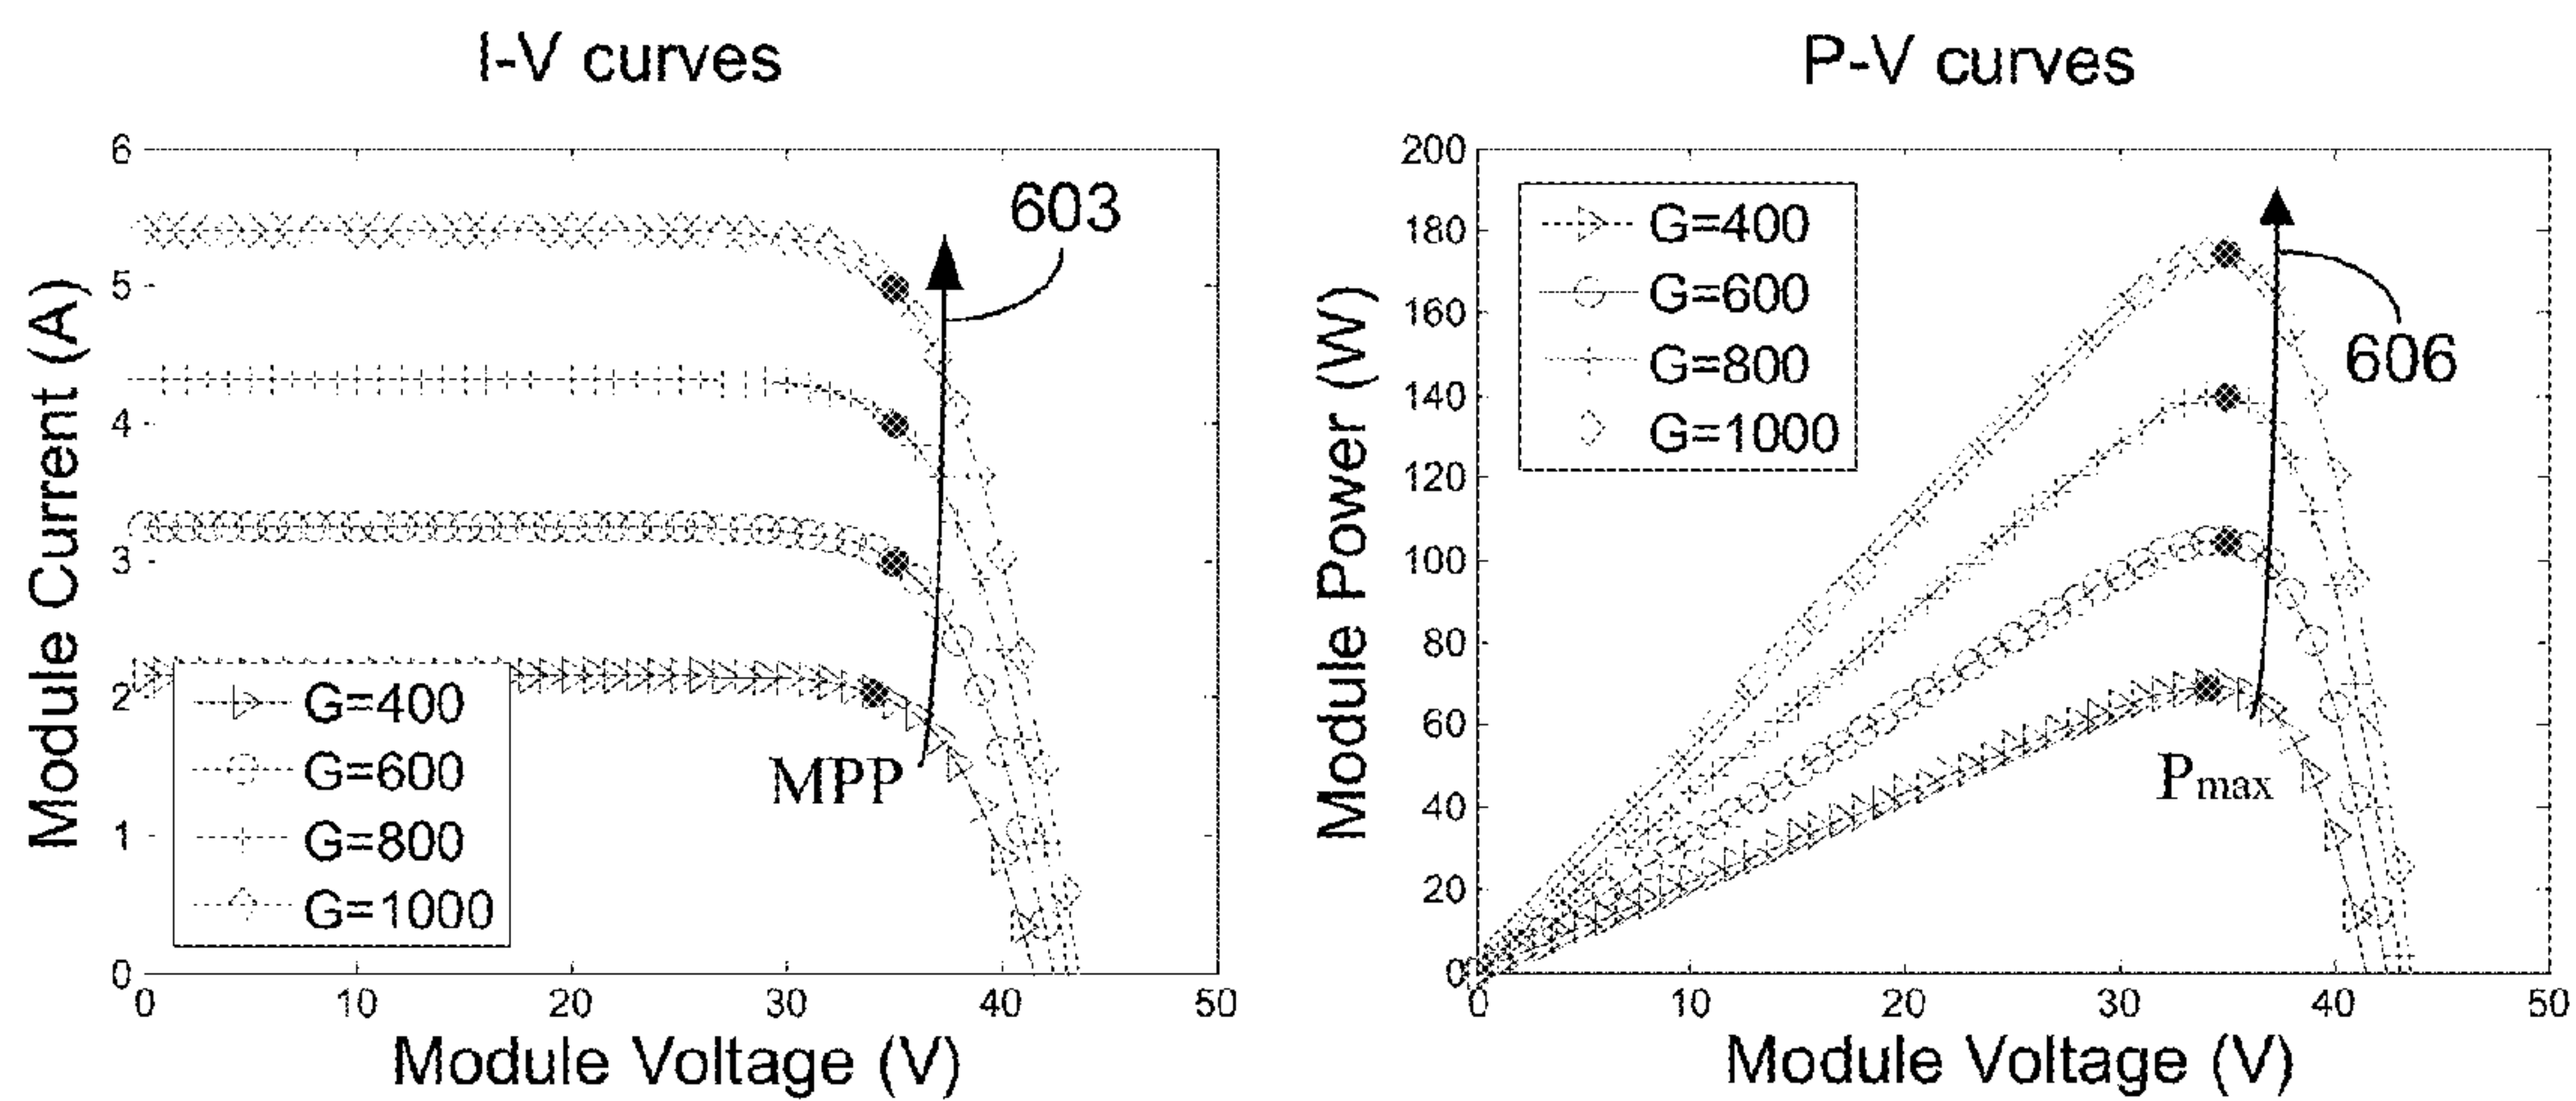 I-V curves
6
5
4
3
2
1
0
0 10 20 30 40 50
Module Current (A)
Module Voltage (V)
603
MPP
G=400
G=600
G=800
G=1000
P-V curves
200
180
160
140
120
100
80
60
40
20
0
0 10 20 30 40 50
Module Power (W)
Module Voltage (V)
G=400
G=600
G=800
G=1000
606
Pmax